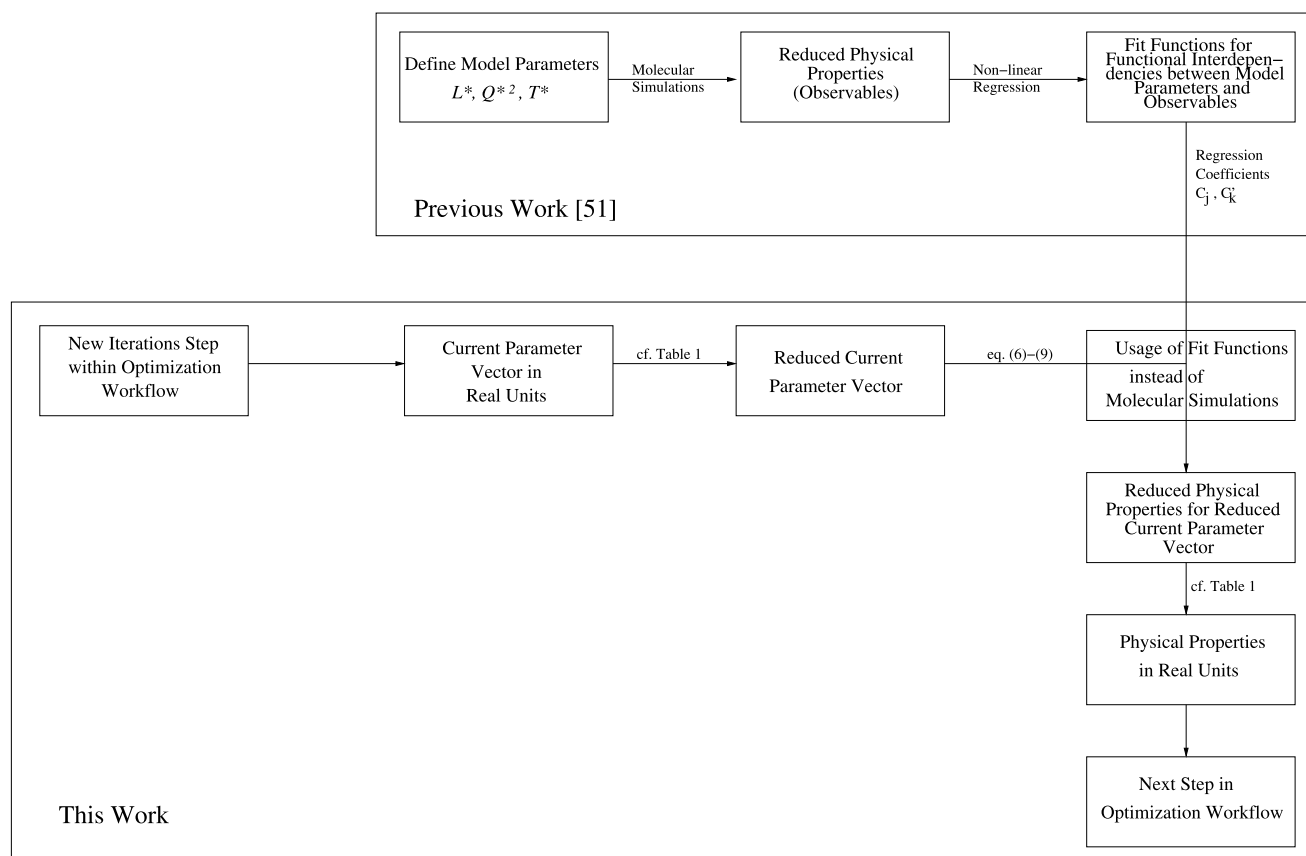 Define Model Parameters
L*, Q*², T*
Molecular
Simulations
Reduced Physical
Properties
(Observables)
Non−linear
Regression
Fit Functions for
Functional Interdepen−
dencies between Model
Parameters and
Observables
Regression
Coefficients
C_j , C'_k
Previous Work [51]
New Iterations Step
within Optimization
Workflow
Current Parameter
Vector in
Real Units
cf. Table 1
Reduced Current
Parameter Vector
eq. (6)−(9)
Usage of Fit Functions
instead of
Molecular Simulations
Reduced Physical
Properties for Reduced
Current Parameter
Vector
cf. Table 1
Physical Properties
in Real Units
Next Step in
Optimization Workflow
This Work